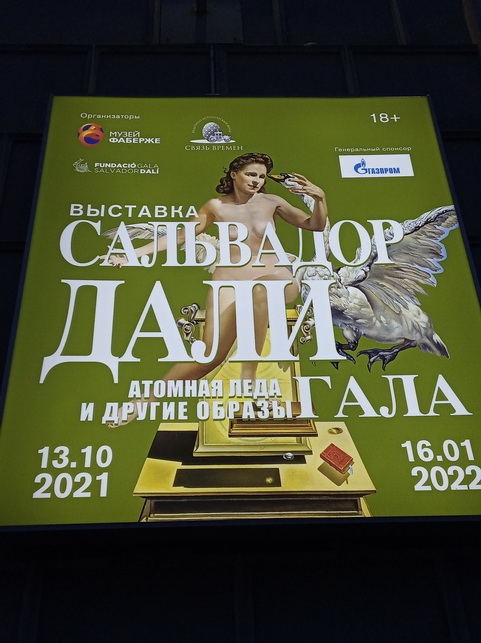 Организаторы
18+
МУЗЕЙ
ФАБЕРЖЕ
СВЯЗЬ ВРЕМЕН
Генеральный спонсор
FUNDACIÓ GALA
SALVADOR DALÍ
ГАЗПРОМ
ВЫСТАВКА
САЛЬВАДОР
ДАЛИ
АТОМНАЯ ЛЕДА
И ДРУГИЕ ОБРАЗЫ ГАЛА
13.10
2021
16.01
2022